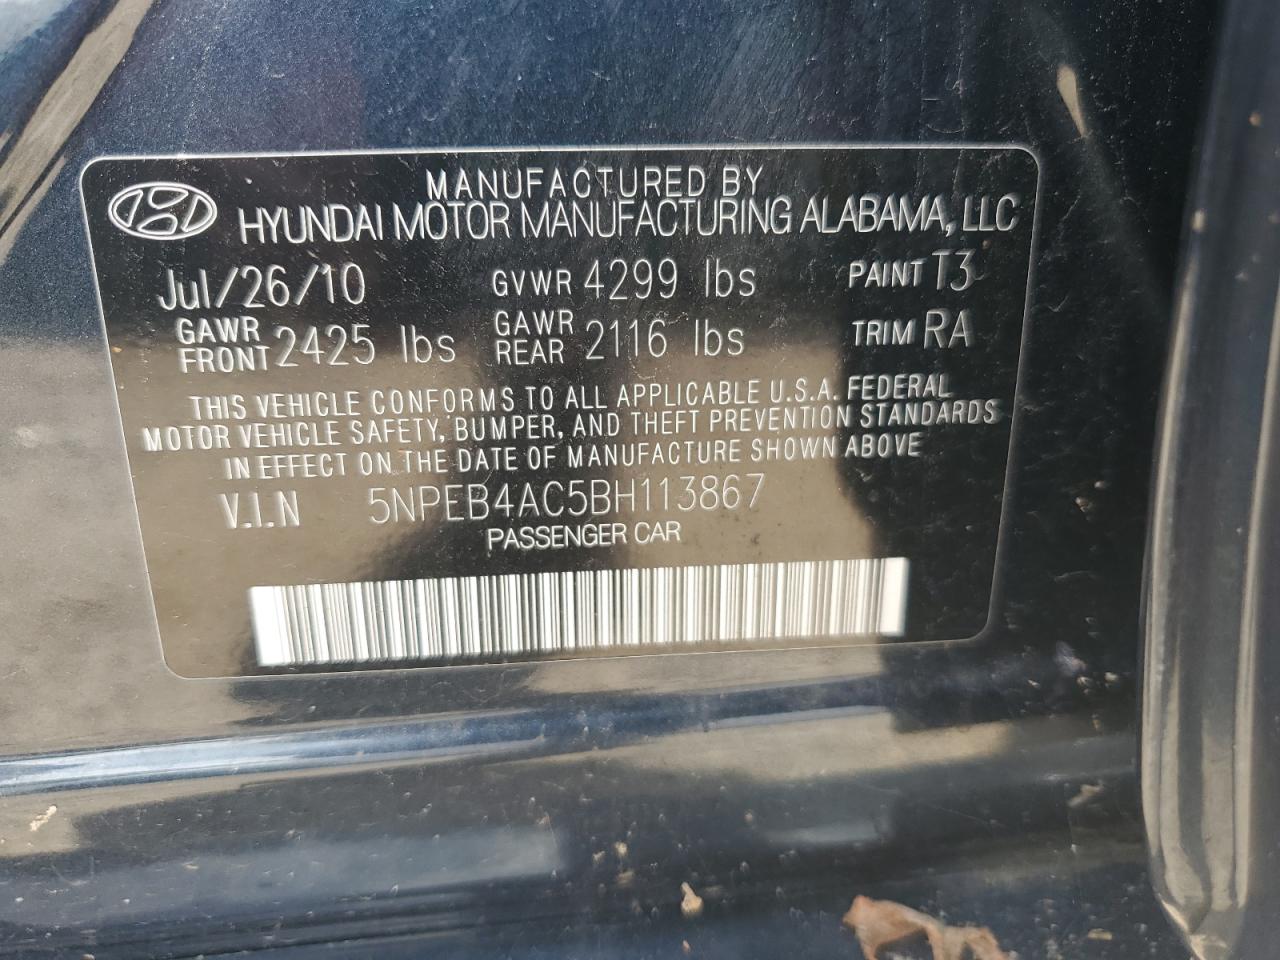 MANUFACTURED BY
HYUNDAI MOTOR MANUFACTURING ALABAMA, LLC
Jul/26/10 GVWR 4299 lbs PAINT T3
GAWR FRONT 2425 lbs GAWR REAR 2116 lbs TRIM RA
THIS VEHICLE CONFORMS TO ALL APPLICABLE U.S.A. FEDERAL
MOTOR VEHICLE SAFETY, BUMPER, AND THEFT PREVENTION STANDARDS
IN EFFECT ON THE DATE OF MANUFACTURE SHOWN ABOVE
V.I.N 5NPEB4AC5BH113867
PASSENGER CAR